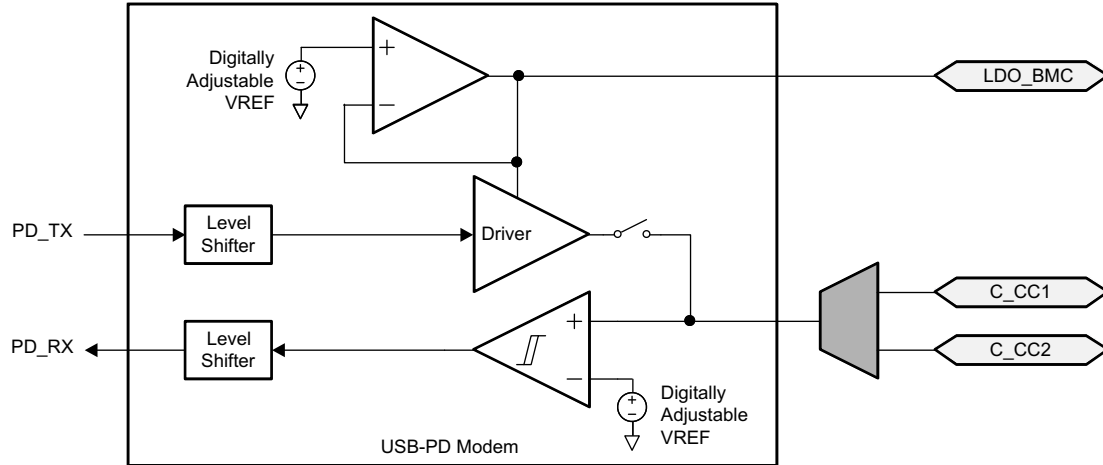 Digitally
Adjustable
VREF
+
−
+
−
LDO_BMC
PD_TX
Level
Shifter
Driver
C_CC1
PD_RX
Level
Shifter
+
−
C_CC2
+
−
Digitally
Adjustable
VREF
USB-PD Modem